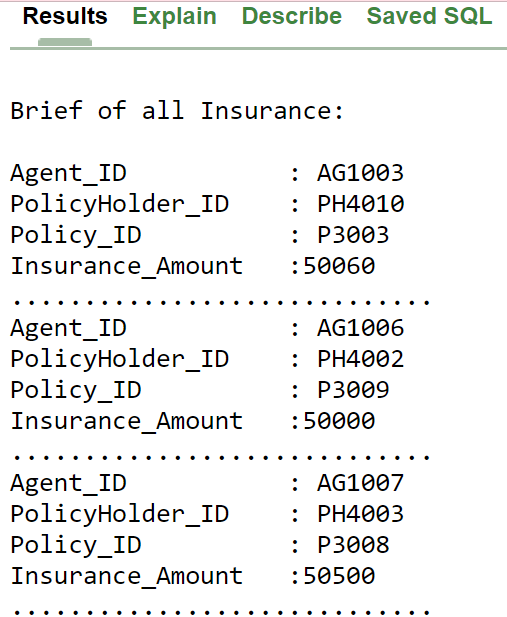 Results Explain Describe Saved SQL
Brief of all Insurance:
Agent_ID           : AG1003
PolicyHolder_ID    : PH4010
Policy_ID          : P3003
Insurance_Amount   :50060
.............................
Agent_ID           : AG1006
PolicyHolder_ID    : PH4002
Policy_ID          : P3009
Insurance_Amount   :50000
.............................
Agent_ID           : AG1007
PolicyHolder_ID    : PH4003
Policy_ID          : P3008
Insurance_Amount   :50500
.............................